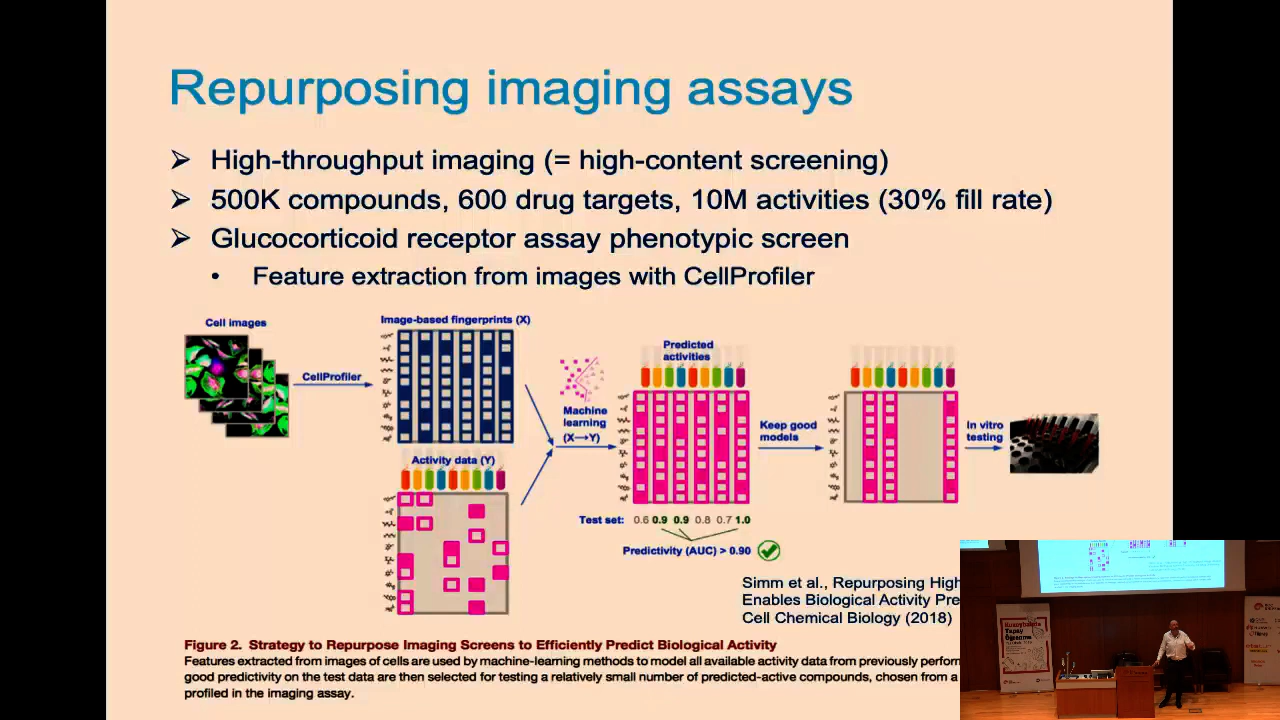 Repurposing imaging assays
High-throughput imaging (= high-content screening)
500K compounds, 600 drug targets, 10M activities (30% fill rate)
Glucocorticoid receptor assay phenotypic screen
Feature extraction from images with CellProfiler
Cell images
CellProfiler
Image-based fingerprints (X)
Activity data (Y)
Machine
learning
(X→Y)
Predicted
activities
Test set: 0.6 0.9 0.9 0.8 0.7 1.0
Predictivity (AUC) > 0.90
Keep good
models
In vitro
testing
Simm et al., Repurposing High
Enables Biological Activity Pre
Cell Chemical Biology (2018)
Figure 2. Strategy to Repurpose Imaging Screens to Efficiently Predict Biological Activity
Features extracted from images of cells are used by machine-learning methods to model all available activity data from previously perform
good predictivity on the test data are then selected for testing a relatively small number of predicted-active compounds, chosen from a
profiled in the imaging assay.
Yapay
Öğrenme